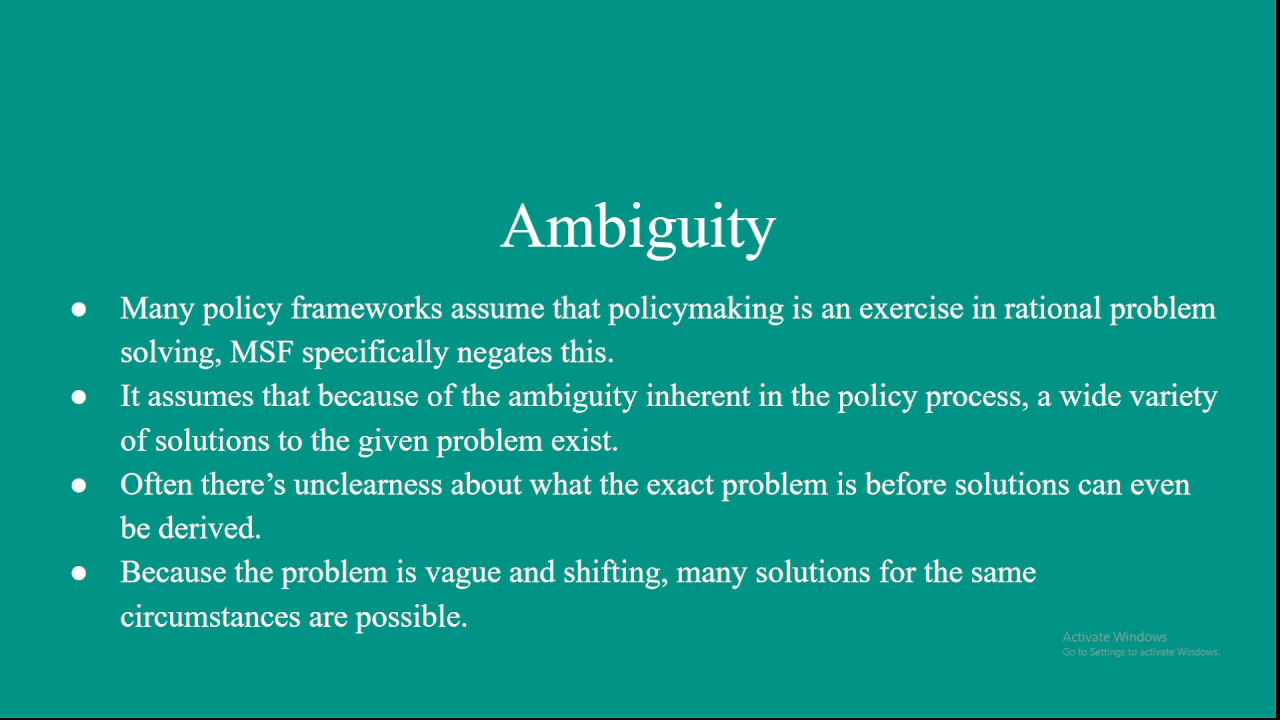 Ambiguity
● Many policy frameworks assume that policymaking is an exercise in rational problem
solving, MSF specifically negates this.
● It assumes that because of the ambiguity inherent in the policy process, a wide variety
of solutions to the given problem exist.
● Often there’s unclearness about what the exact problem is before solutions can even
be derived.
● Because the problem is vague and shifting, many solutions for the same
circumstances are possible.
Activate Windows
Go to Settings to activate Windows.